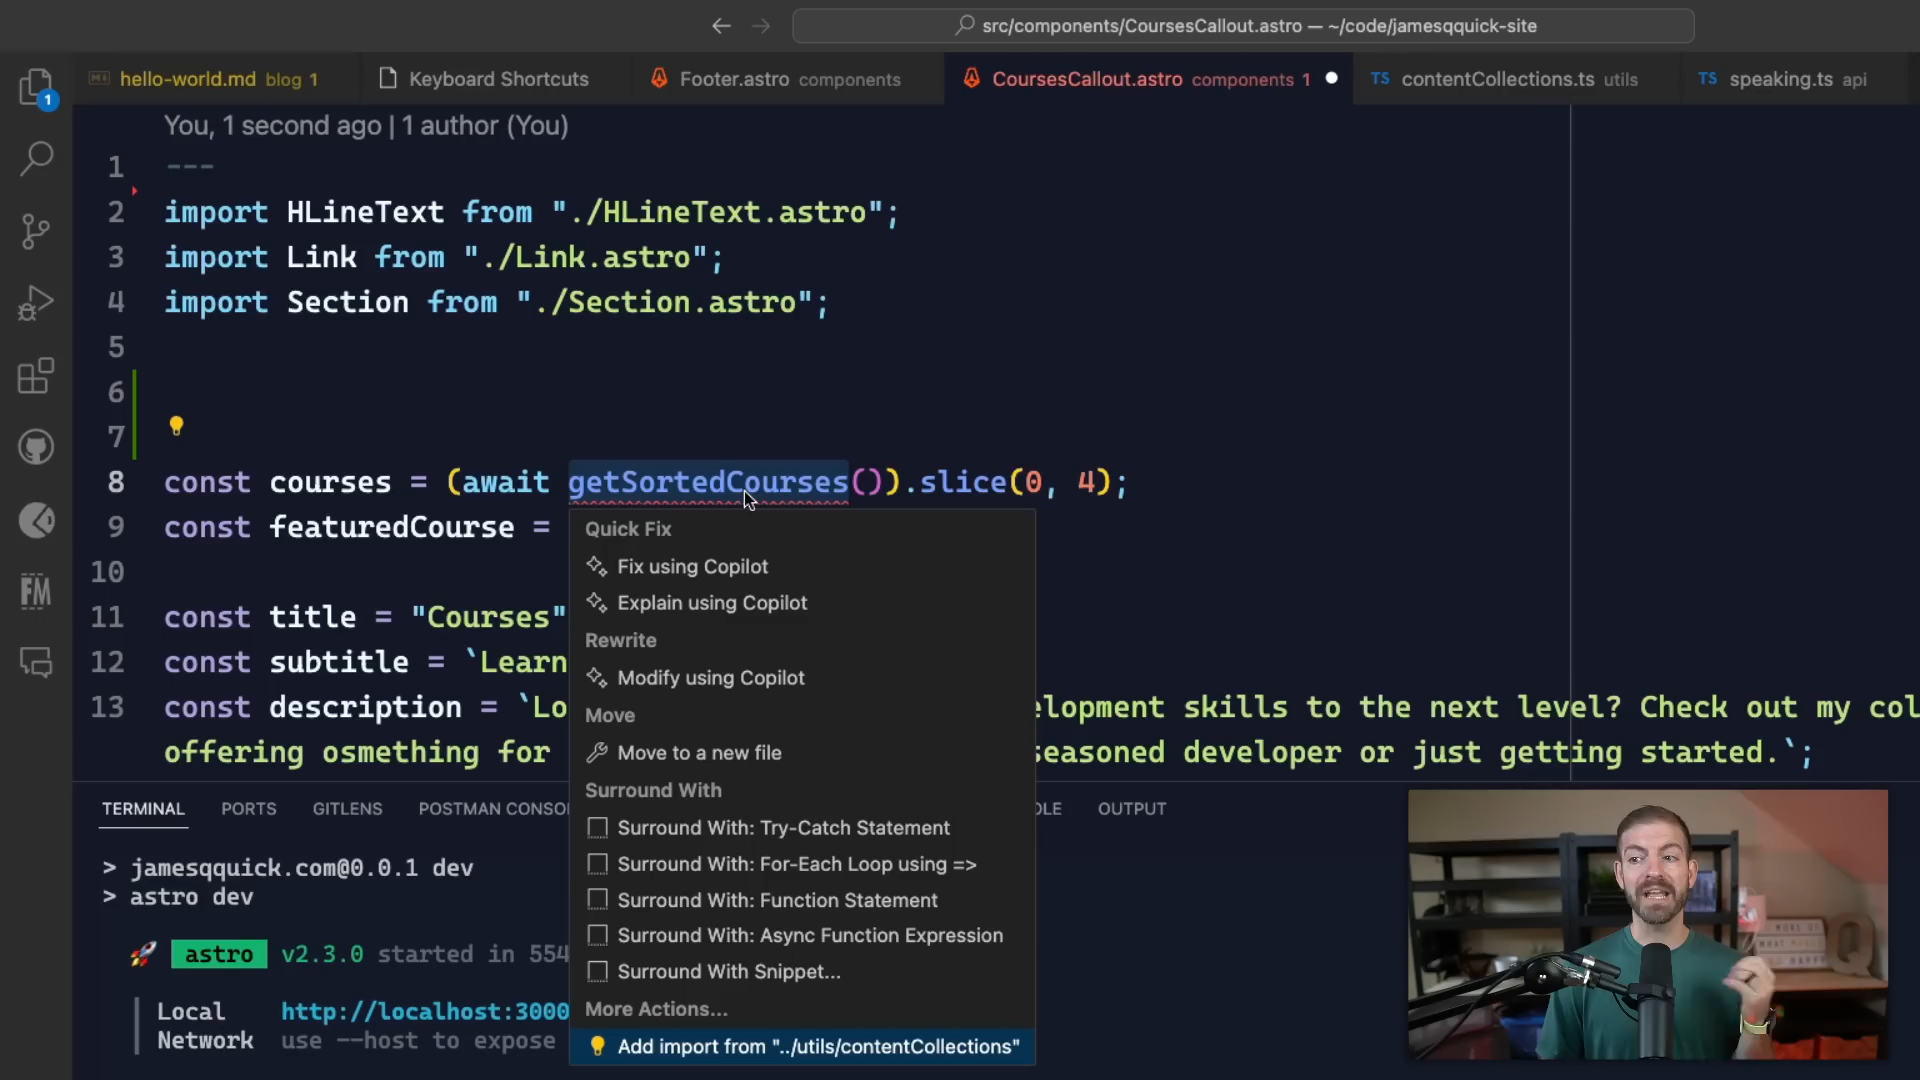 src/components/CoursesCallout.astro — ~/code/jamesqquick-site
hello-world.md blog 1
Keyboard Shortcuts
Footer.astro components
CoursesCallout.astro components 1
TS contentCollections.ts utils
TS speaking.ts api
1
You, 1 second ago | 1 author (You)
1 ---
2 import HLineText from "./HLineText.astro";
3 import Link from "./Link.astro";
4 import Section from "./Section.astro";
5
6
7
8 const courses = (await getSortedCourses()).slice(0, 4);
9 const featuredCourse =
10
11 const title = "Courses"
12 const subtitle = `Learn
13 const description = `Lo elopment skills to the next level? Check out my col
offering osmething for seasoned developer or just getting started.`;
FM
Quick Fix
Fix using Copilot
Explain using Copilot
Rewrite
Modify using Copilot
Move
Move to a new file
Surround With
Surround With: Try-Catch Statement
Surround With: For-Each Loop using =>
Surround With: Function Statement
Surround With: Async Function Expression
Surround With Snippet...
More Actions...
Add import from "../utils/contentCollections"
TERMINAL PORTS GITLENS POSTMAN CONSO OLE OUTPUT
> jamesqquick.com@0.0.1 dev
> astro dev
astro v2.3.0 started in 554
Local http://localhost:3000
Network use --host to expose